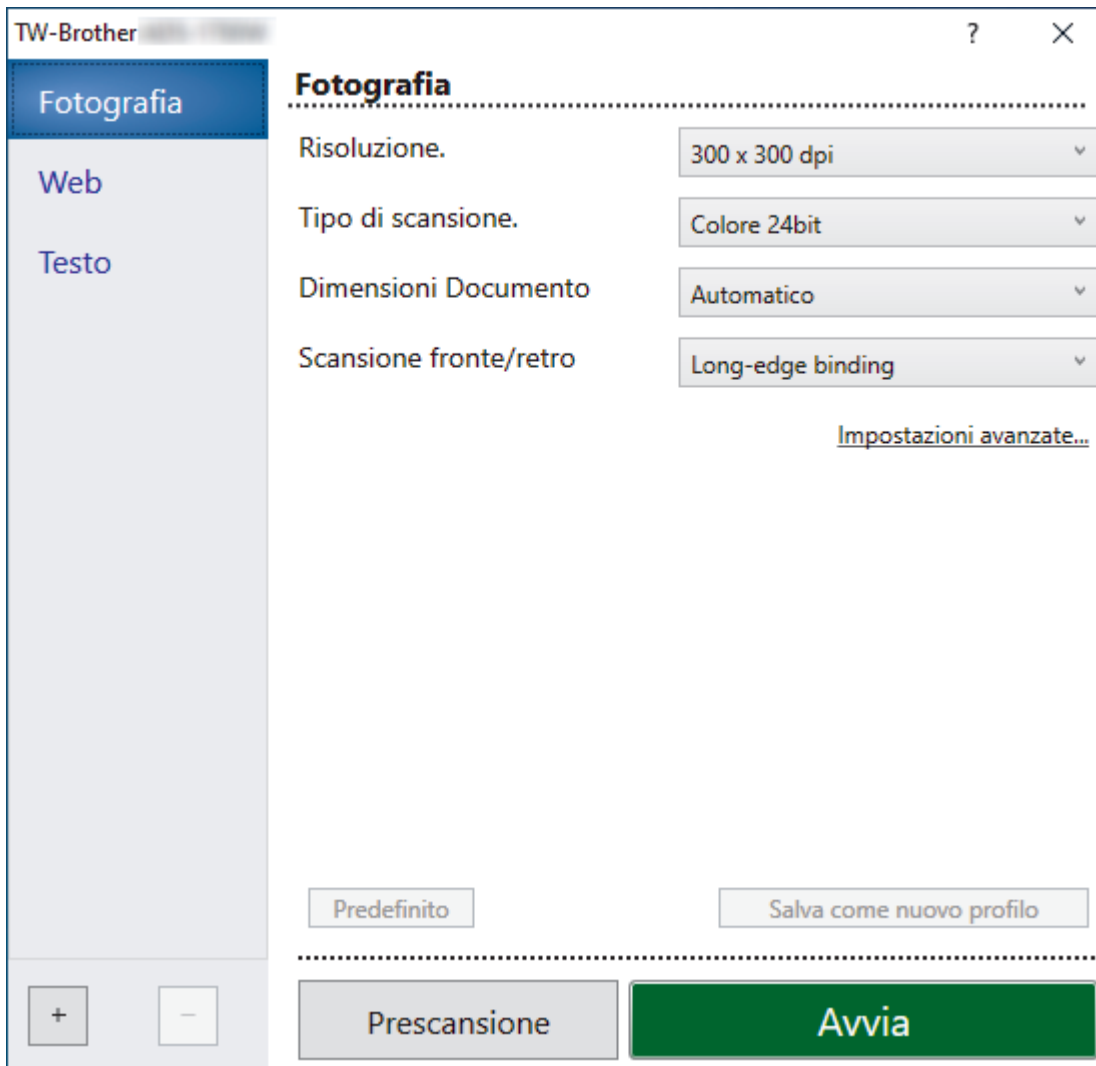 TW-Brother
?
Fotografia
Web
Testo
Fotografia
Risoluzione.
300 x 300 dpi
Tipo di scansione.
Colore 24bit
Dimensioni Documento
Automatico
Scansione fronte/retro
Long-edge binding
Impostazioni avanzate...
Predefinito
Salva come nuovo profilo
+
−
Prescansione
Avvia